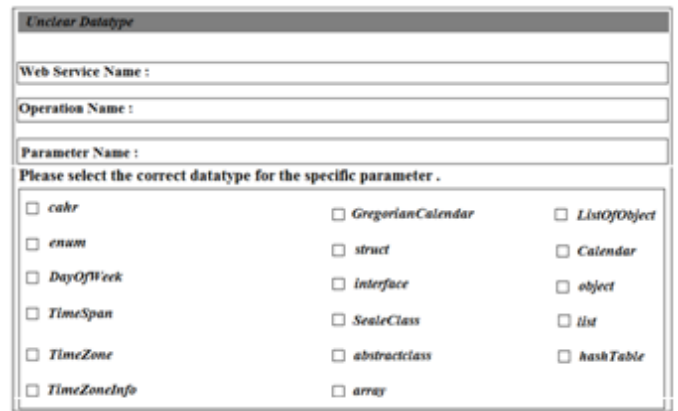 Unclear Datatype
Web Service Name :
Operation Name :
Parameter Name :
Please select the correct datatype for the specific parameter .
cahr
GregorianCalendar
ListOfObject
enum
struct
Calendar
DayOfWeek
interface
object
TimeSpan
SealeClass
list
TimeZone
abstractclass
hashTable
TimeZoneInfo
array